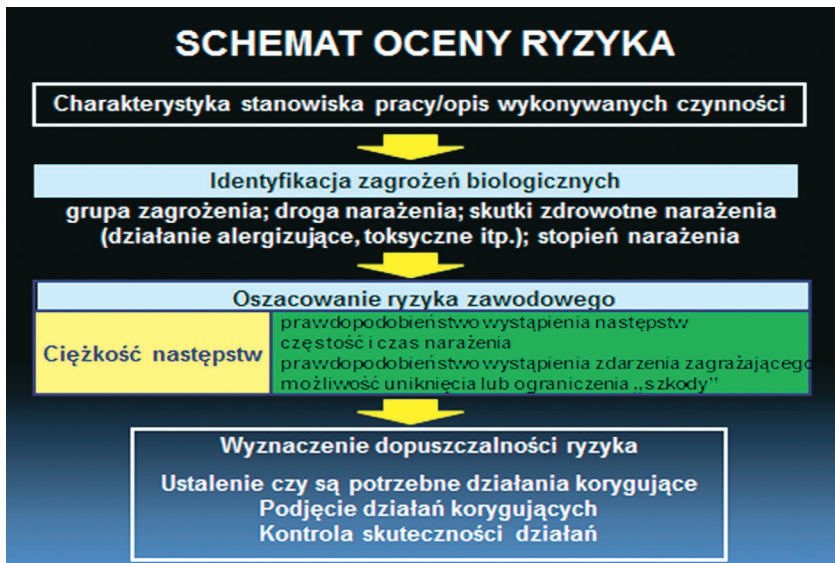 SCHEMAT OCENY RYZYKA
Charakterystyka stanowiska pracy/opis wykonywanych czynności
Identyfikacja zagrożeń biologicznych
grupa zagrożenia; droga narażenia; skutki zdrowotne narażenia
(działanie alergizujące, toksyczne itp.); stopień narażenia
Oszacowanie ryzyka zawodowego
Ciężkość następstw
prawdopodobieństwo wystąpienia następstw
częstość i czas narażenia
prawdopodobieństwo wystąpienia zdarzenia zagrażającego
możliwość uniknięcia lub ograniczenia „szkody”
Wyznaczenie dopuszczalności ryzyka
Ustalenie czy są potrzebne działania korygujące
Podjęcie działań korygujących
Kontrola skuteczności działań